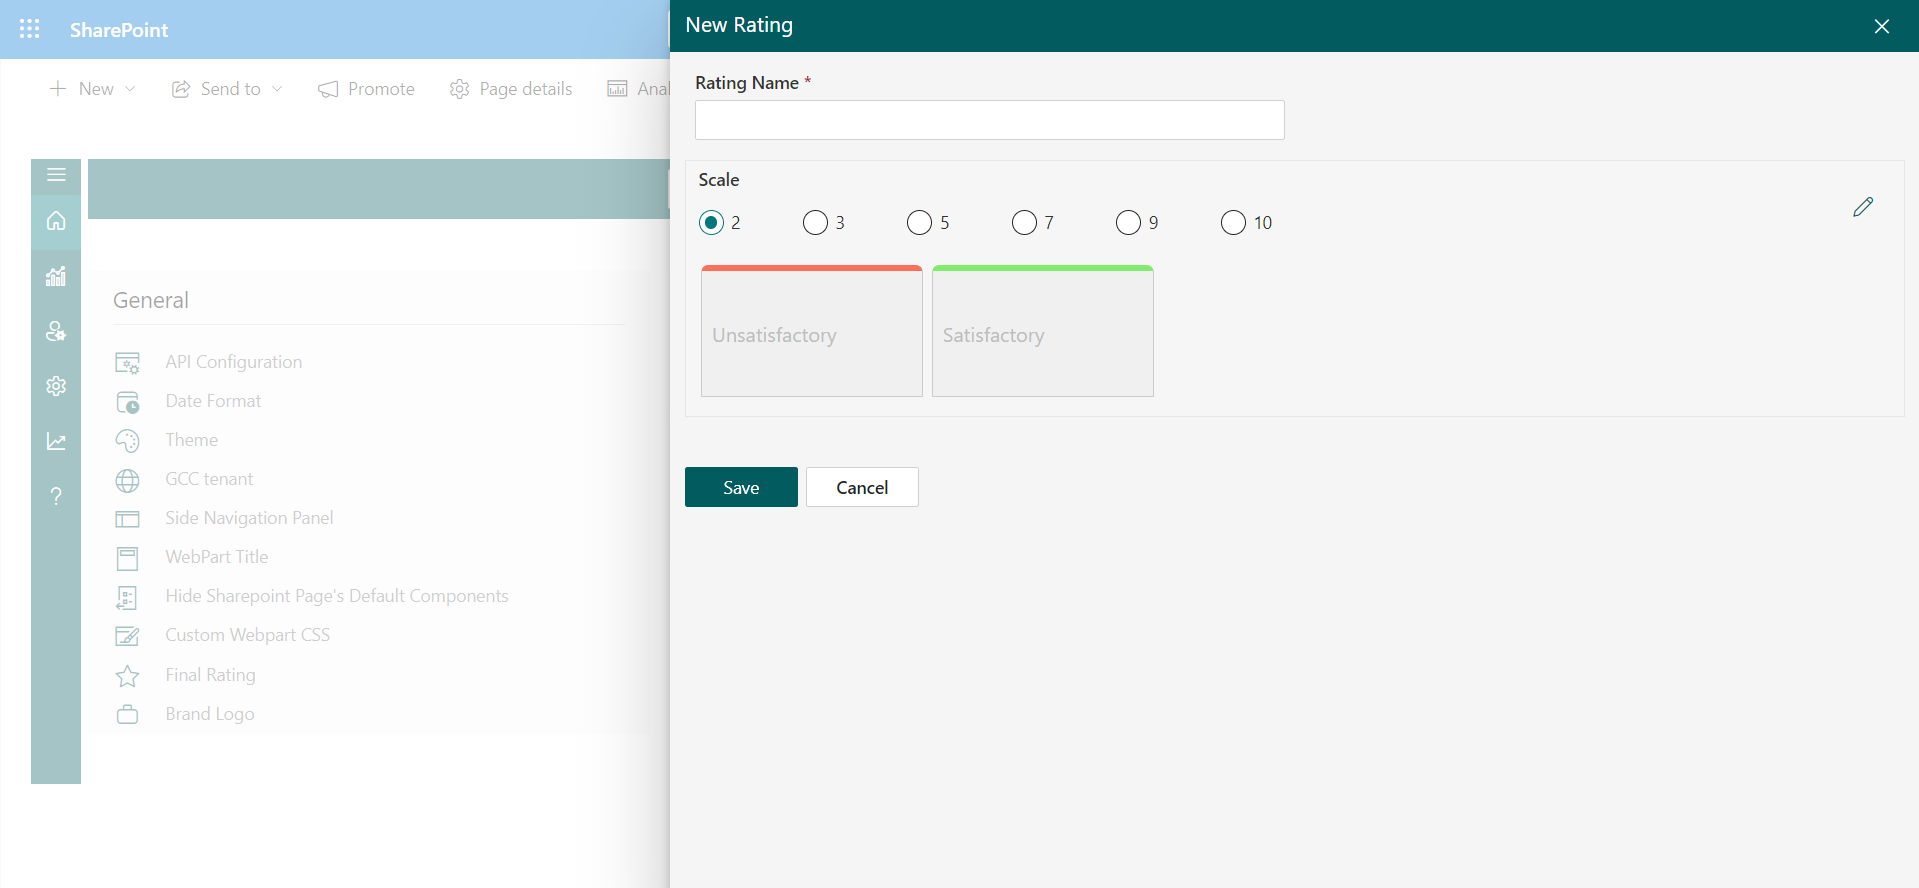 SharePoint
New
Send to
Promote
Page details
General
API Configuration
Date Format
Theme
GCC tenant
Side Navigation Panel
WebPart Title
Hide Sharepoint Page's Default Components
Custom Webpart CSS
Final Rating
Brand Logo
New Rating
Rating Name *
Scale
2 3 5 7 9 10
Unsatisfactory
Satisfactory
Save
Cancel